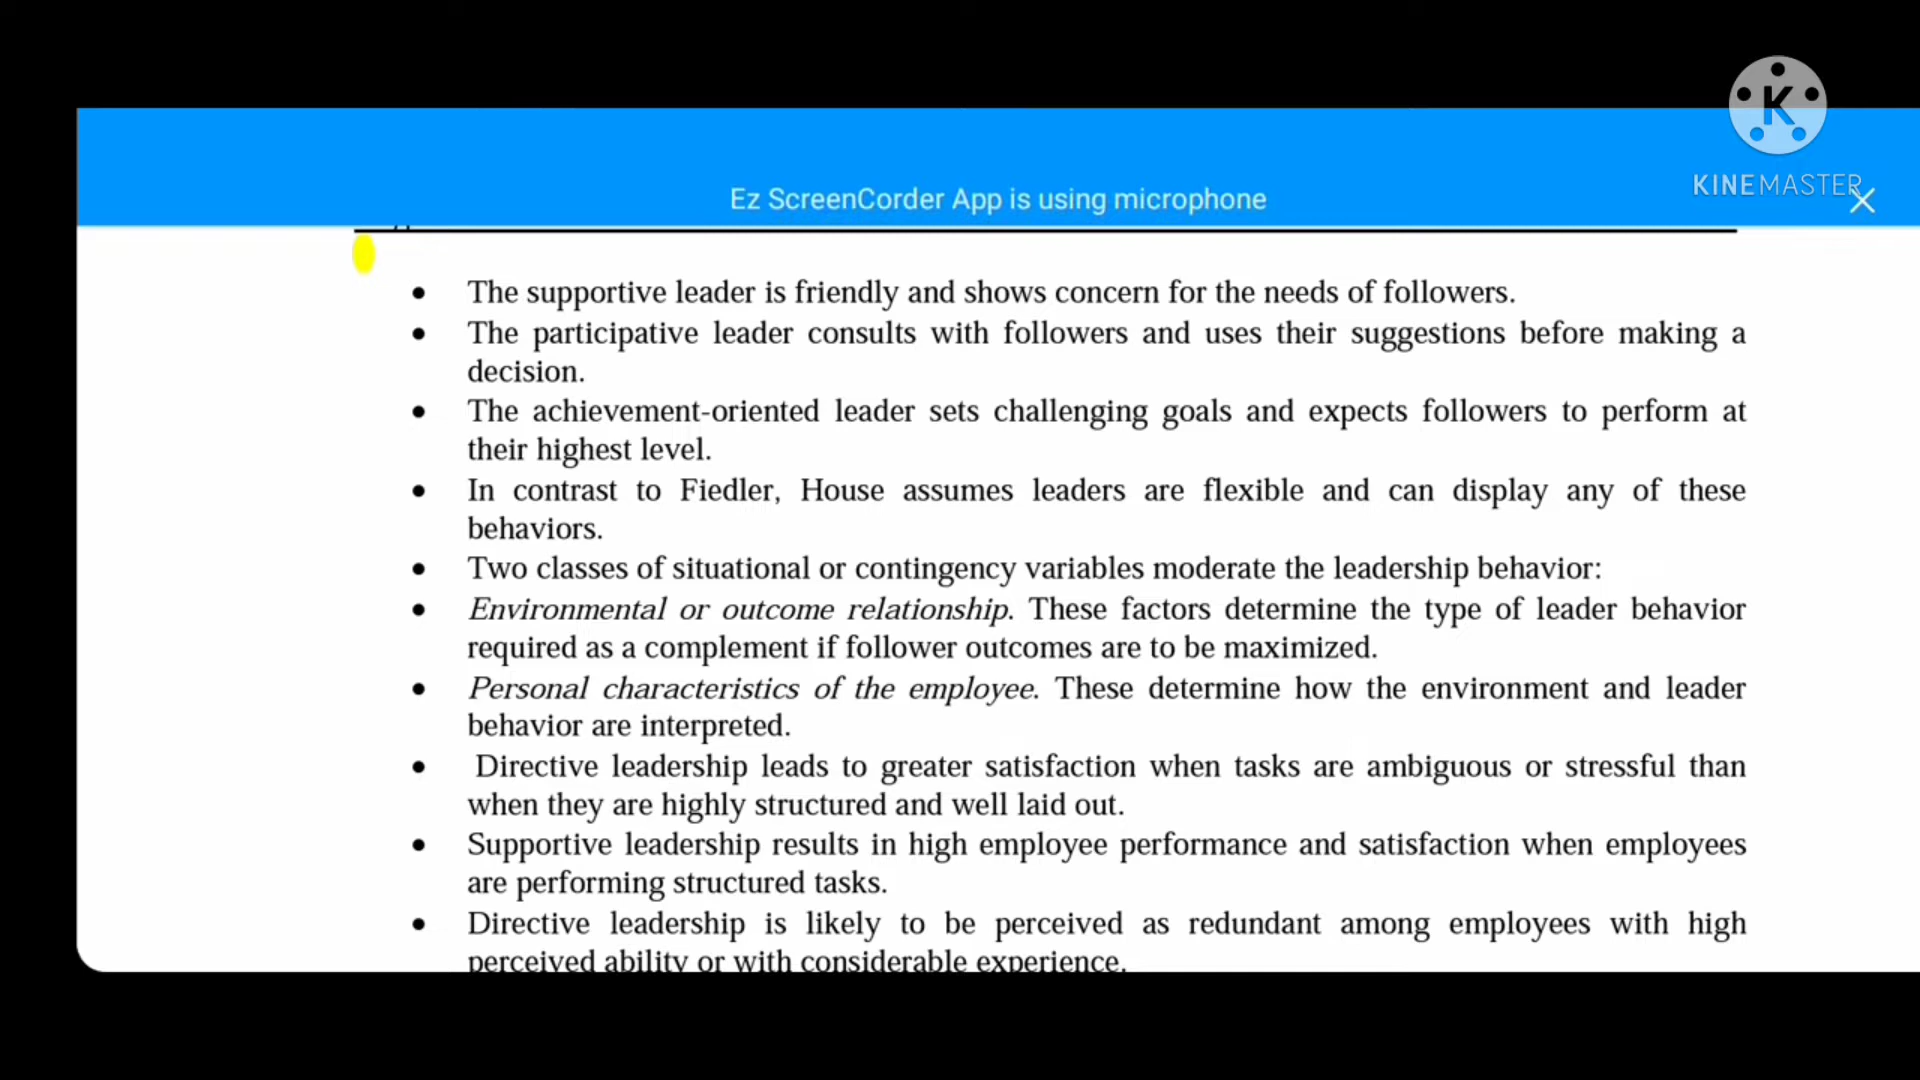 K
KINEMASTER
Ez ScreenCorder App is using microphone
• The supportive leader is friendly and shows concern for the needs of followers.
• The participative leader consults with followers and uses their suggestions before making a
decision.
• The achievement-oriented leader sets challenging goals and expects followers to perform at
their highest level.
• In contrast to Fiedler, House assumes leaders are flexible and can display any of these
behaviors.
• Two classes of situational or contingency variables moderate the leadership behavior:
• Environmental or outcome relationship. These factors determine the type of leader behavior
required as a complement if follower outcomes are to be maximized.
• Personal characteristics of the employee. These determine how the environment and leader
behavior are interpreted.
• Directive leadership leads to greater satisfaction when tasks are ambiguous or stressful than
when they are highly structured and well laid out.
• Supportive leadership results in high employee performance and satisfaction when employees
are performing structured tasks.
• Directive leadership is likely to be perceived as redundant among employees with high
perceived ability or with considerable experience.